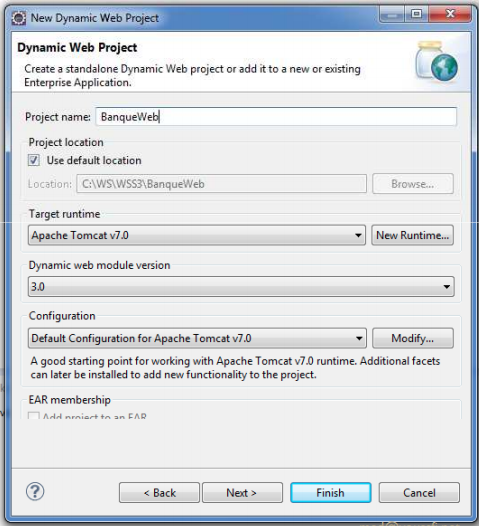 New Dynamic Web Project
Dynamic Web Project
Create a standalone Dynamic Web project or add it to a new or existing
Enterprise Application.
Project name: BanqueWeb
Project location
Use default location
Location: C:\WS\WSS3\BanqueWeb Browse...
Target runtime
Apache Tomcat v7.0 New Runtime...
Dynamic web module version
3.0
Configuration
Default Configuration for Apache Tomcat v7.0 Modify...
A good starting point for working with Apache Tomcat v7.0 runtime. Additional facets
can later be installed to add new functionality to the project.
EAR membership
Add project to an EAR
< Back Next > Finish Cancel